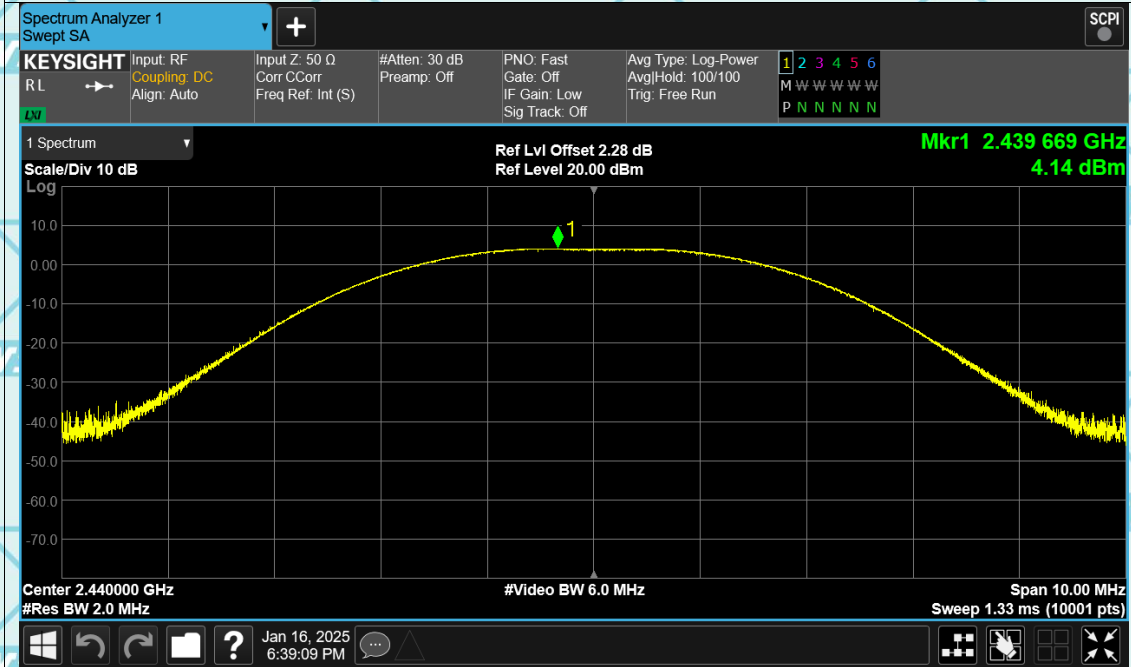 Spectrum Analyzer 1
Swept SA
+
SCPI
KEYSIGHT
RL
LXI
Input: RF
Coupling: DC
Align: Auto
Input Z: 50 Ω
Corr CCorr
Freq Ref: Int (S)
#Atten: 30 dB
Preamp: Off
PNO: Fast
Gate: Off
IF Gain: Low
Sig Track: Off
Avg Type: Log-Power
Avg|Hold: 100/100
Trig: Free Run
1 2 3 4 5 6
M W W W W W
P N N N N N
1 Spectrum
Scale/Div 10 dB
Ref Lvl Offset 2.28 dB
Ref Level 20.00 dBm
Mkr1 2.439 669 GHz
4.14 dBm
Log
10.0
0.00
-10.0
-20.0
-30.0
-40.0
-50.0
-60.0
-70.0
1
Center 2.440000 GHz
#Res BW 2.0 MHz
#Video BW 6.0 MHz
Span 10.00 MHz
Sweep 1.33 ms (10001 pts)
?
Jan 16, 2025
6:39:09 PM